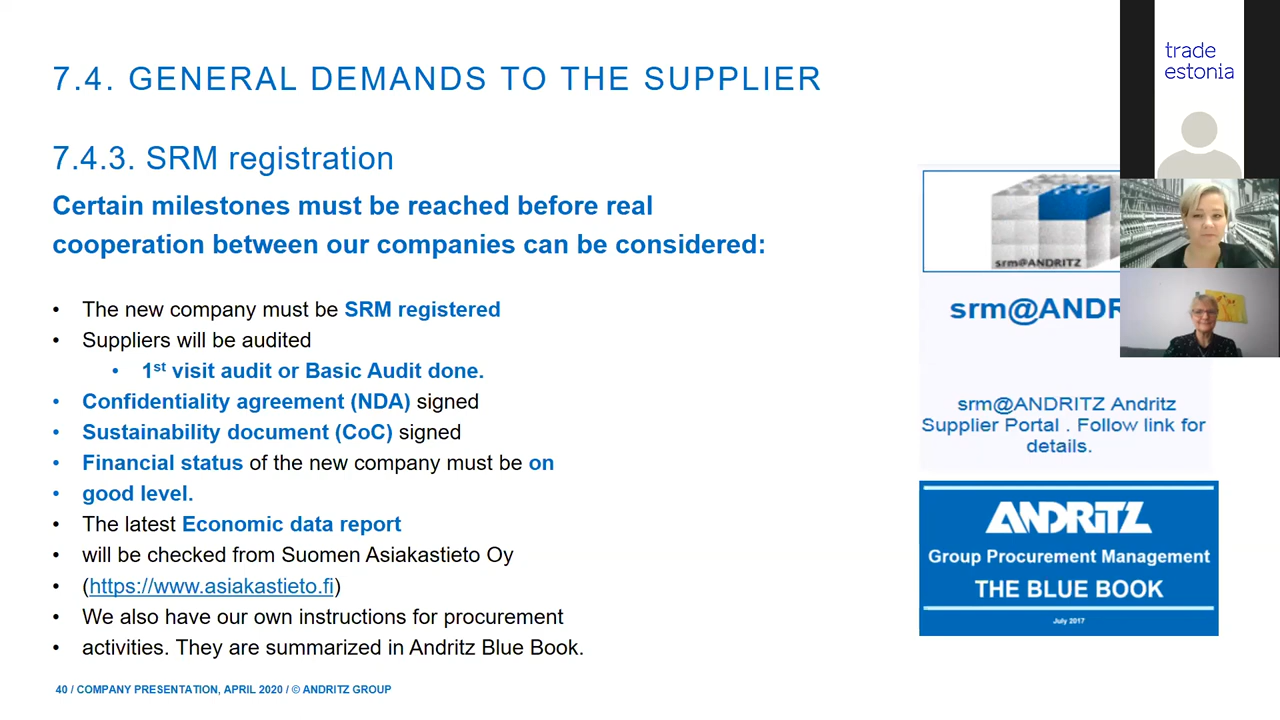 7.4. GENERAL DEMANDS TO THE SUPPLIER
7.4.3. SRM registration
Certain milestones must be reached before real
cooperation between our companies can be considered:
• The new company must be SRM registered
• Suppliers will be audited
• 1st visit audit or Basic Audit done.
• Confidentiality agreement (NDA) signed
• Sustainability document (CoC) signed
• Financial status of the new company must be on
• good level.
• The latest Economic data report
• will be checked from Suomen Asiakastieto Oy
• (https://www.asiakastieto.fi)
• We also have our own instructions for procurement
• activities. They are summarized in Andritz Blue Book.
40 / COMPANY PRESENTATION, APRIL 2020 / © ANDRITZ GROUP
trade
estonia
srm@ANDRITZ
srm@ANDR
srm@ANDRITZ Andritz
Supplier Portal . Follow link for
details.
ANDRITZ
Group Procurement Management
THE BLUE BOOK
July 2017